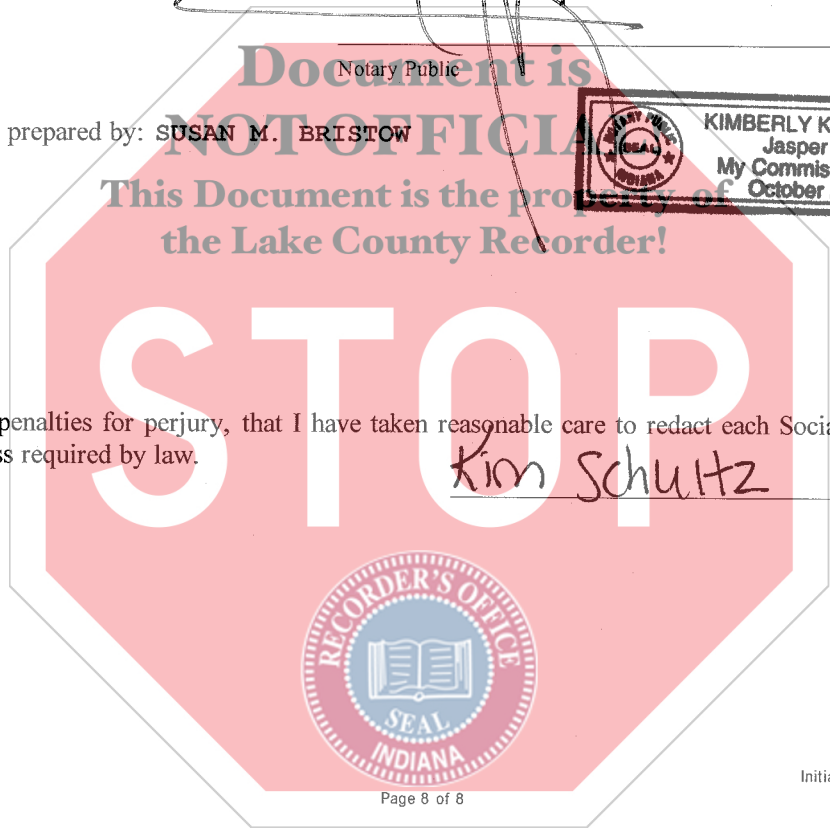 Document is
Notary Public
prepared by: SUSAN M. BRISTOW
NOT OFFICIAL
This Document is the property of
the Lake County Recorder!
NOTARY PUBLIC
SEAL
INDIANA
KIMBERLY K
Jasper
My Commis
October
STOP
penalties for perjury, that I have taken reasonable care to redact each Socia
ss required by law.
Kim Schultz
RECORDER'S OFFICE
SEAL
INDIANA
Initia
Page 8 of 8